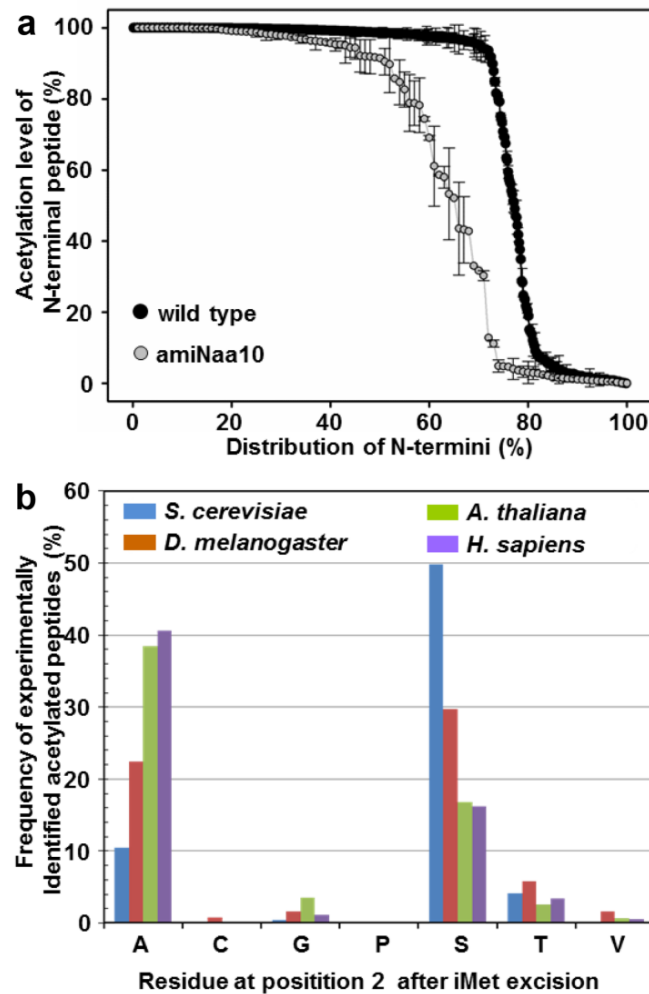 a
Acetylation level of
N-terminal peptide (%)
100
80
60
40
20
0
wild type
amiNaa10
0 20 40 60 80 100
Distribution of N-termini (%)
b
Frequency of experimentally
Identified acetylated peptides (%)
60
50
40
30
20
10
0
S. cerevisiae A. thaliana
D. melanogaster H. sapiens
A C G P S T V
Residue at positition 2 after iMet excision